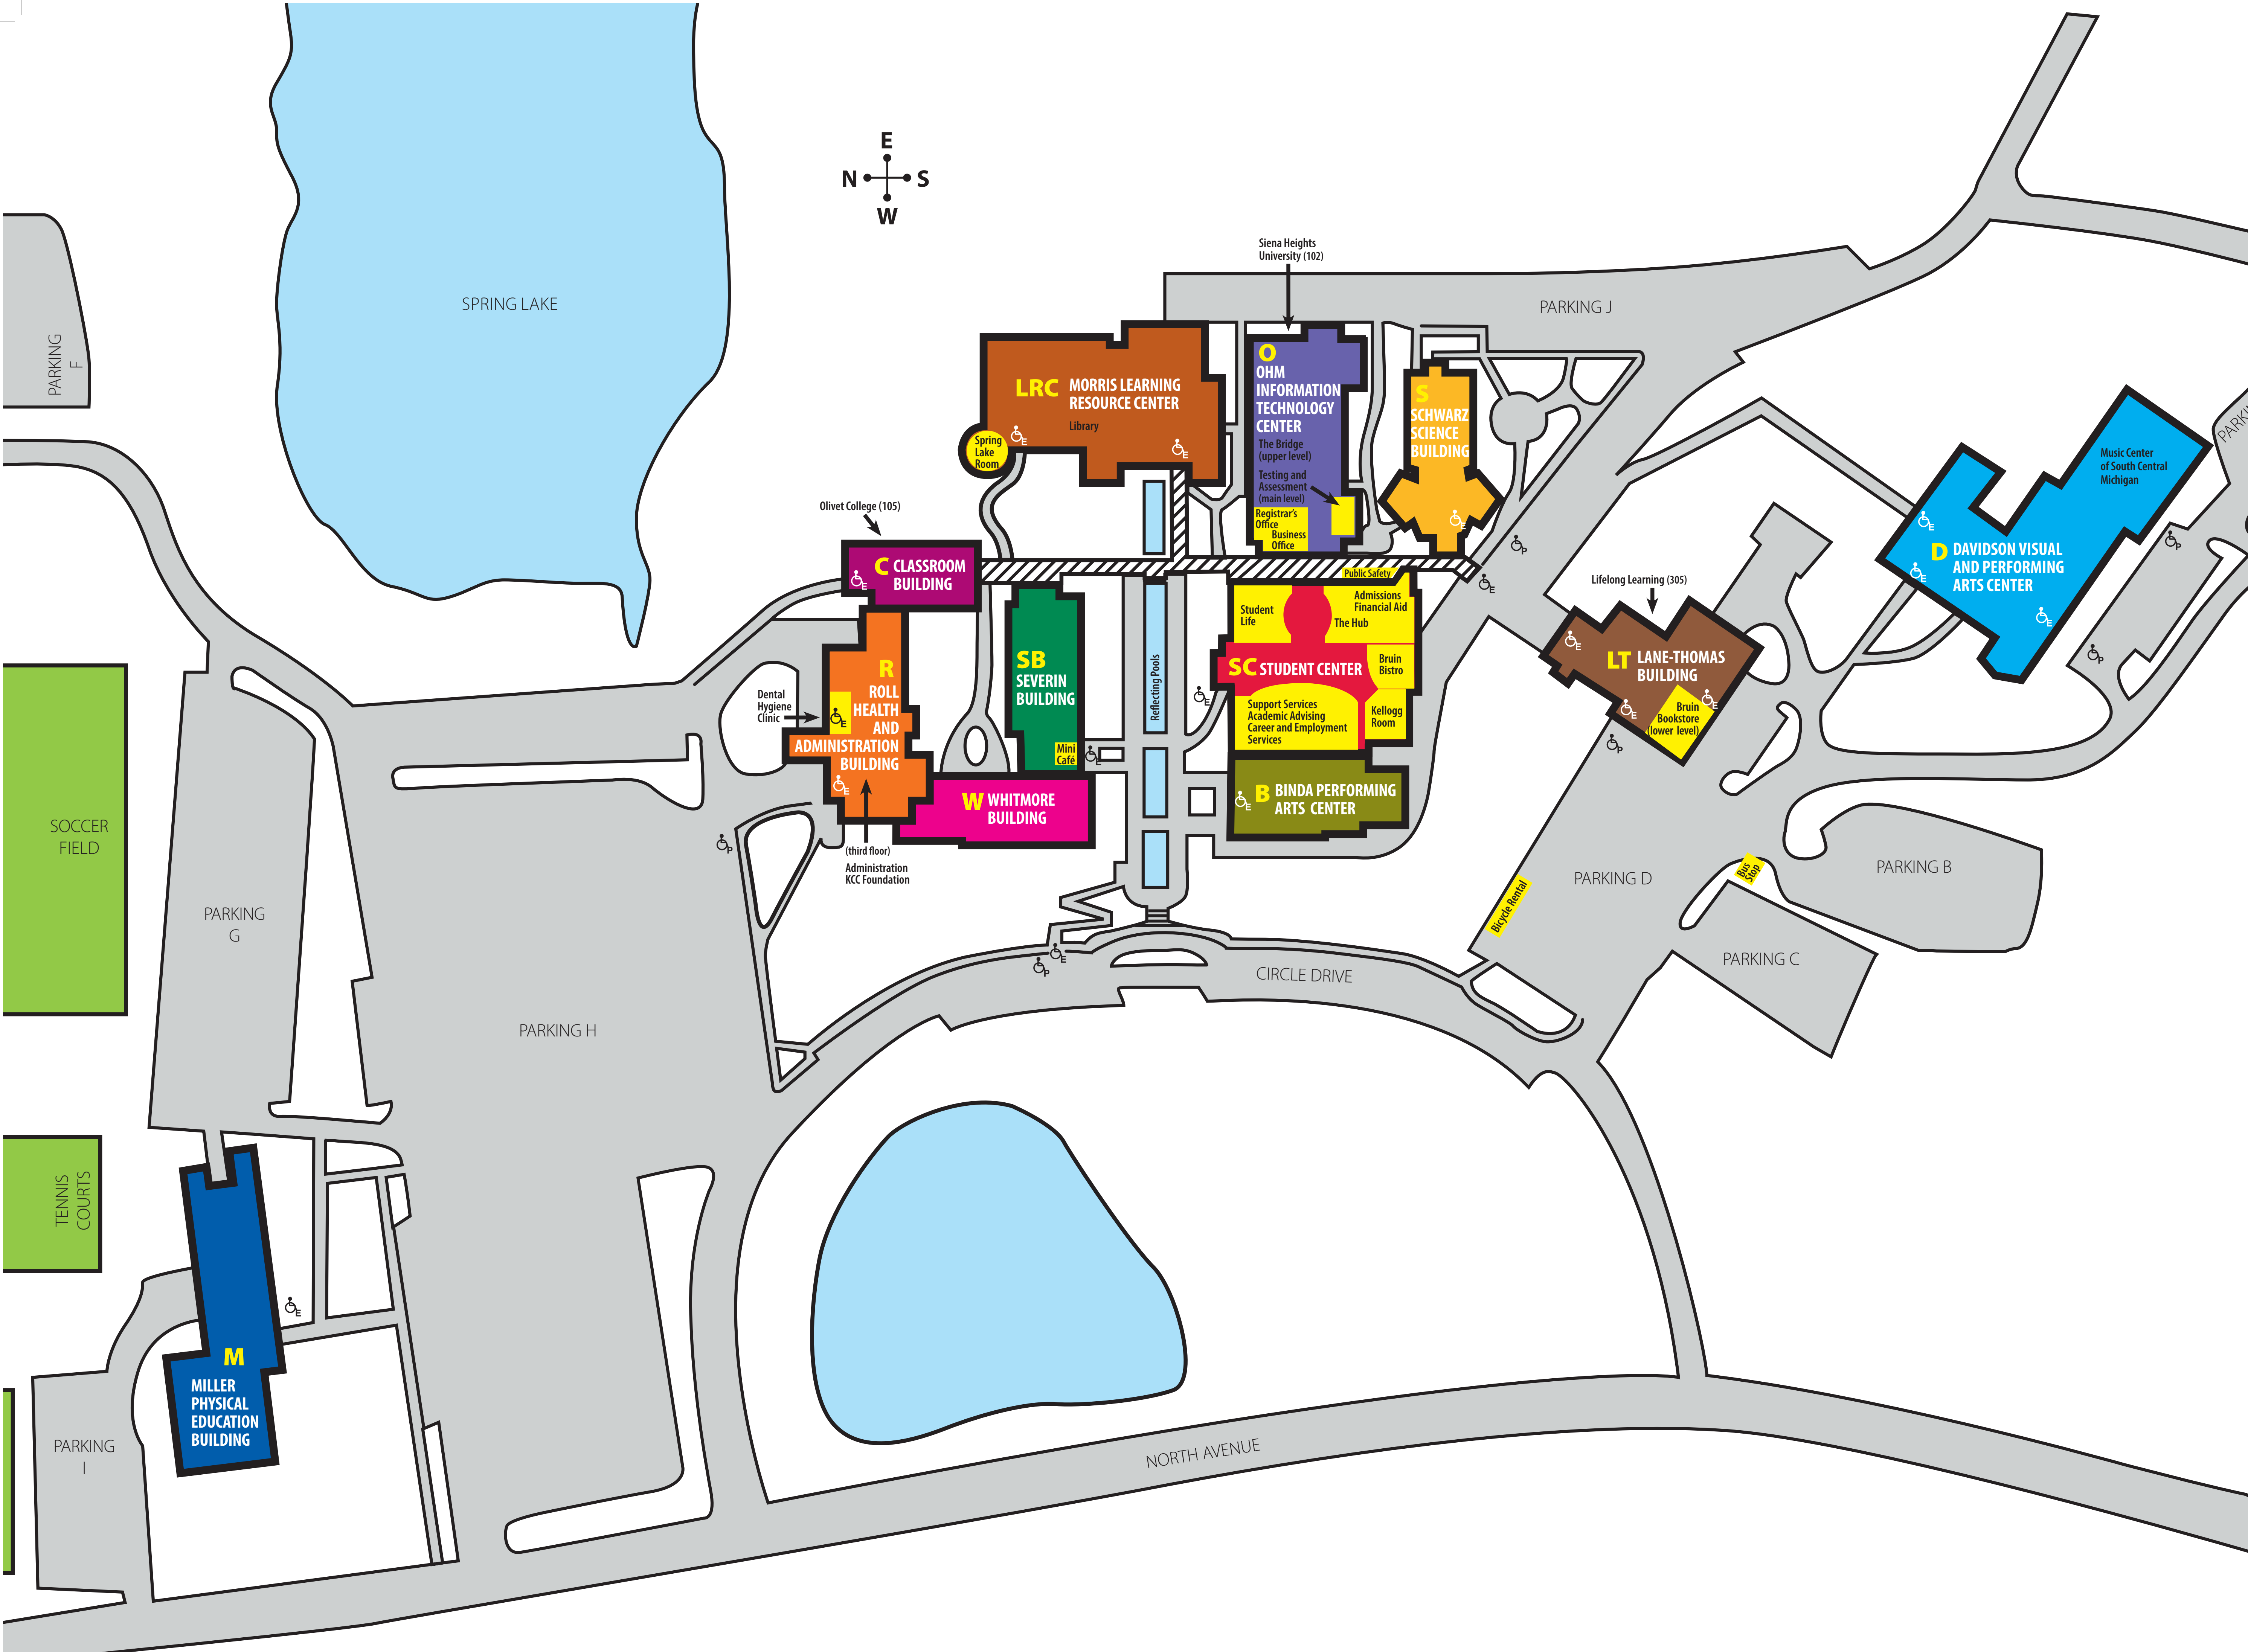 E
N
S
W
SPRING LAKE
PARKING
F
Siena Heights
University (102)
PARKING J
LRC
MORRIS LEARNING
RESOURCE CENTER
Library
Spring
Lake
Room
E
E
O
OHM
INFORMATION
TECHNOLOGY
CENTER
The Bridge
(upper level)
Testing and
Assessment
(main level)
Registrar's
Office
Business
Office
S
SCHWARZ
SCIENCE
BUILDING
E
P
E
Music Center
of South Central
Michigan
D
DAVIDSON VISUAL
AND PERFORMING
ARTS CENTER
E
E
E
P
P
Olivet College (105)
C CLASSROOM
BUILDING
E
Public Safety
Student
Life
Admissions
Financial Aid
The Hub
SC STUDENT CENTER
Bruin
Bistro
Support Services
Academic Advising
Career and Employment
Services
Kellogg
Room
E
Reflecting Pools
SB
SEVERIN
BUILDING
Mini
Café
E
R
ROLL
HEALTH
AND
ADMINISTRATION
BUILDING
E
E
Dental
Hygiene
Clinic
W WHITMORE
BUILDING
(third floor)
Administration
KCC Foundation
B BINDA PERFORMING
ARTS CENTER
E
Lifelong Learning (305)
LT LANE-THOMAS
BUILDING
Bruin
Bookstore
(lower level)
E
E
E
P
P
SOCCER
FIELD
PARKING
G
PARKING H
E
P
CIRCLE DRIVE
Bicycle Rental
PARKING D
Bus
Stop
PARKING B
PARKING C
TENNIS
COURTS
E
M
MILLER
PHYSICAL
EDUCATION
BUILDING
PARKING
I
NORTH AVENUE